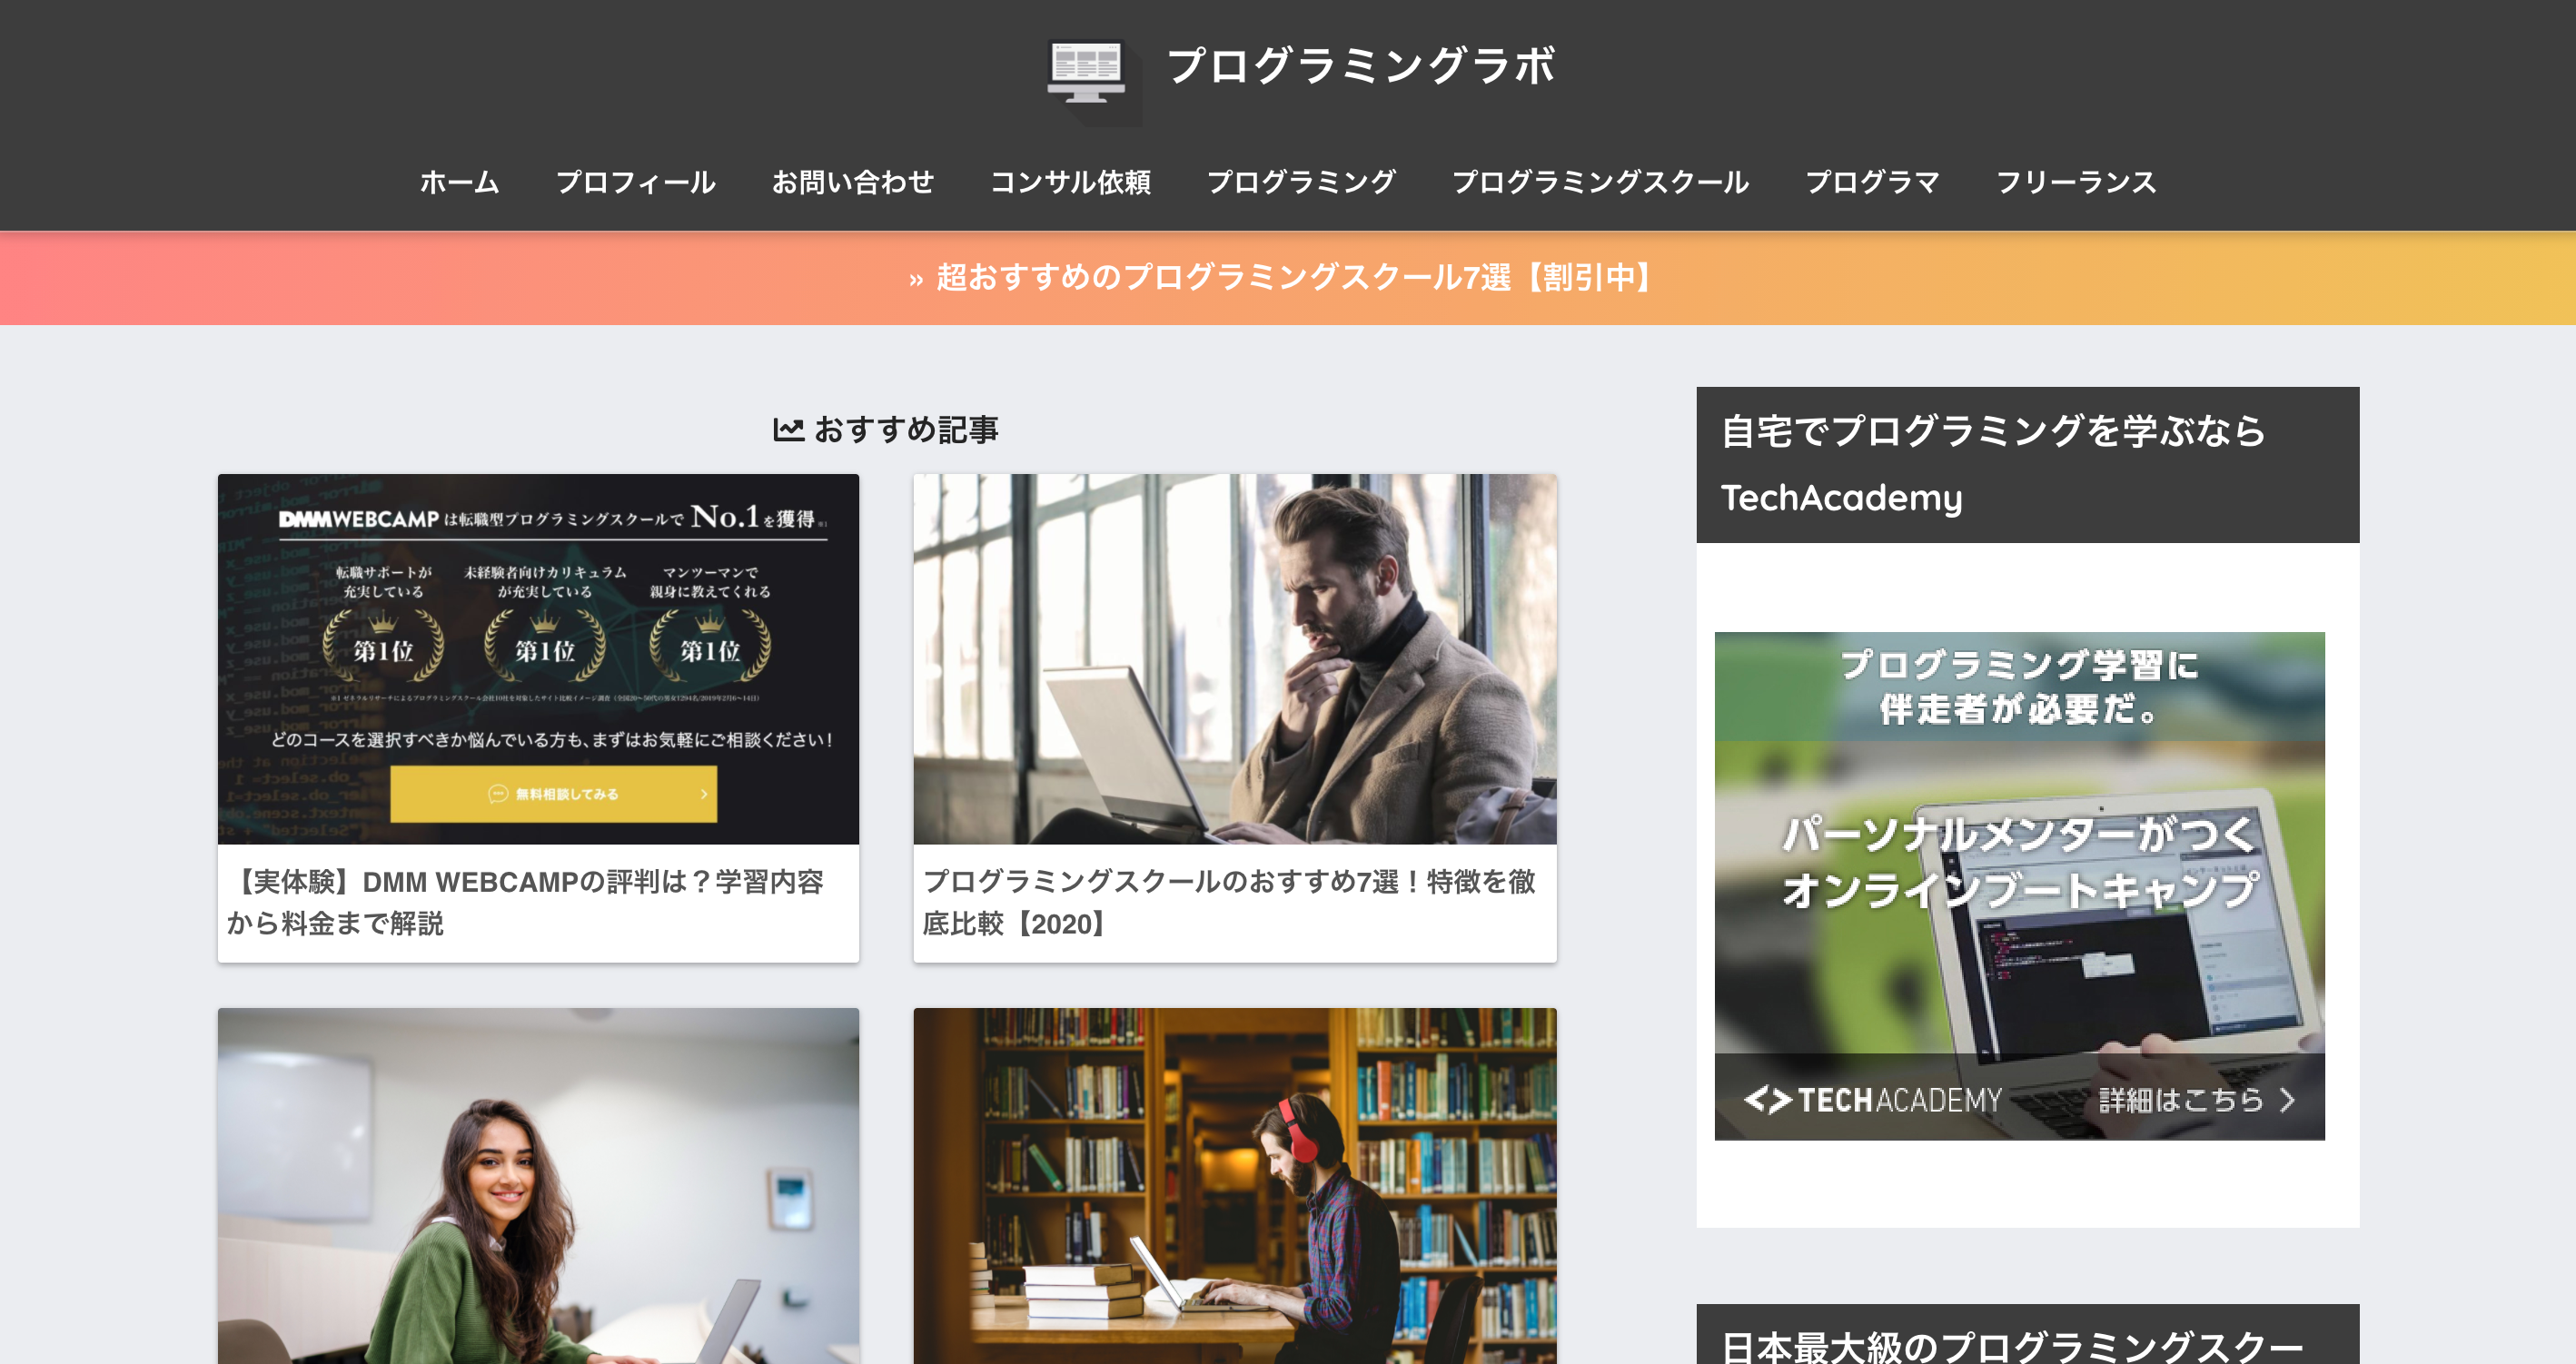 プログラミングラボ
ホーム プロフィール お問い合わせ コンサル依頼 プログラミング プログラミングスクール プログラマ フリーランス
» 超おすすめのプログラミングスクール7選【割引中】
おすすめ記事
DMM WEBCAMP は転職型プログラミングスクールで No.1 を獲得 ※1
転職サポートが
充実している
第1位
未経験者向けカリキュラム
が充実している
第1位
マンツーマンで
親身に教えてくれる
第1位
どのコースを選択すべきか悩んでいる方も、まずはお気軽にご相談ください!
無料相談してみる
【実体験】DMM WEBCAMPの評判は？学習内容
から料金まで解説
プログラミングスクールのおすすめ7選！特徴を徹
底比較【2020】
自宅でプログラミングを学ぶなら
TechAcademy
プログラミング学習に
伴走者が必要だ。
パーソナルメンターがつく
オンラインブートキャンプ
TECHACADEMY 詳細はこちら
日本最大級のプログラミングスクー